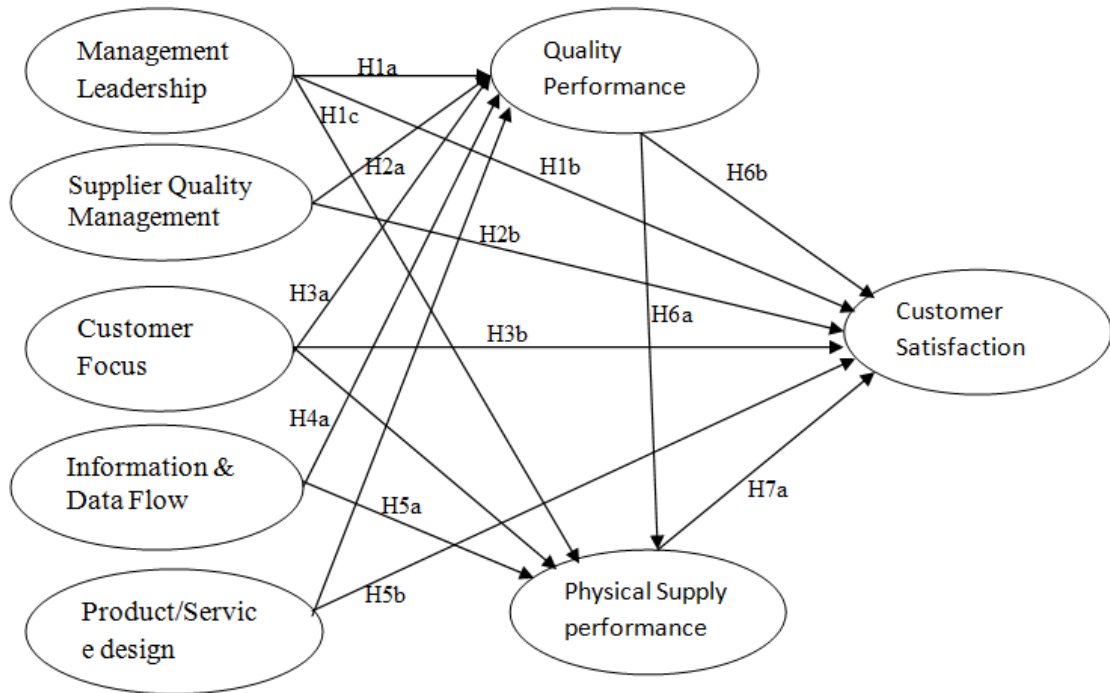 Management
Leadership
Quality
Performance
H1a
H1c
H2a
H1b
H6b
Supplier Quality
Management
H2b
H3a
H6a
Customer
Focus
H3b
Customer
Satisfaction
H4a
Information &
Data Flow
H5a
H7a
Product/Servic
e design
H5b
Physical Supply
performance